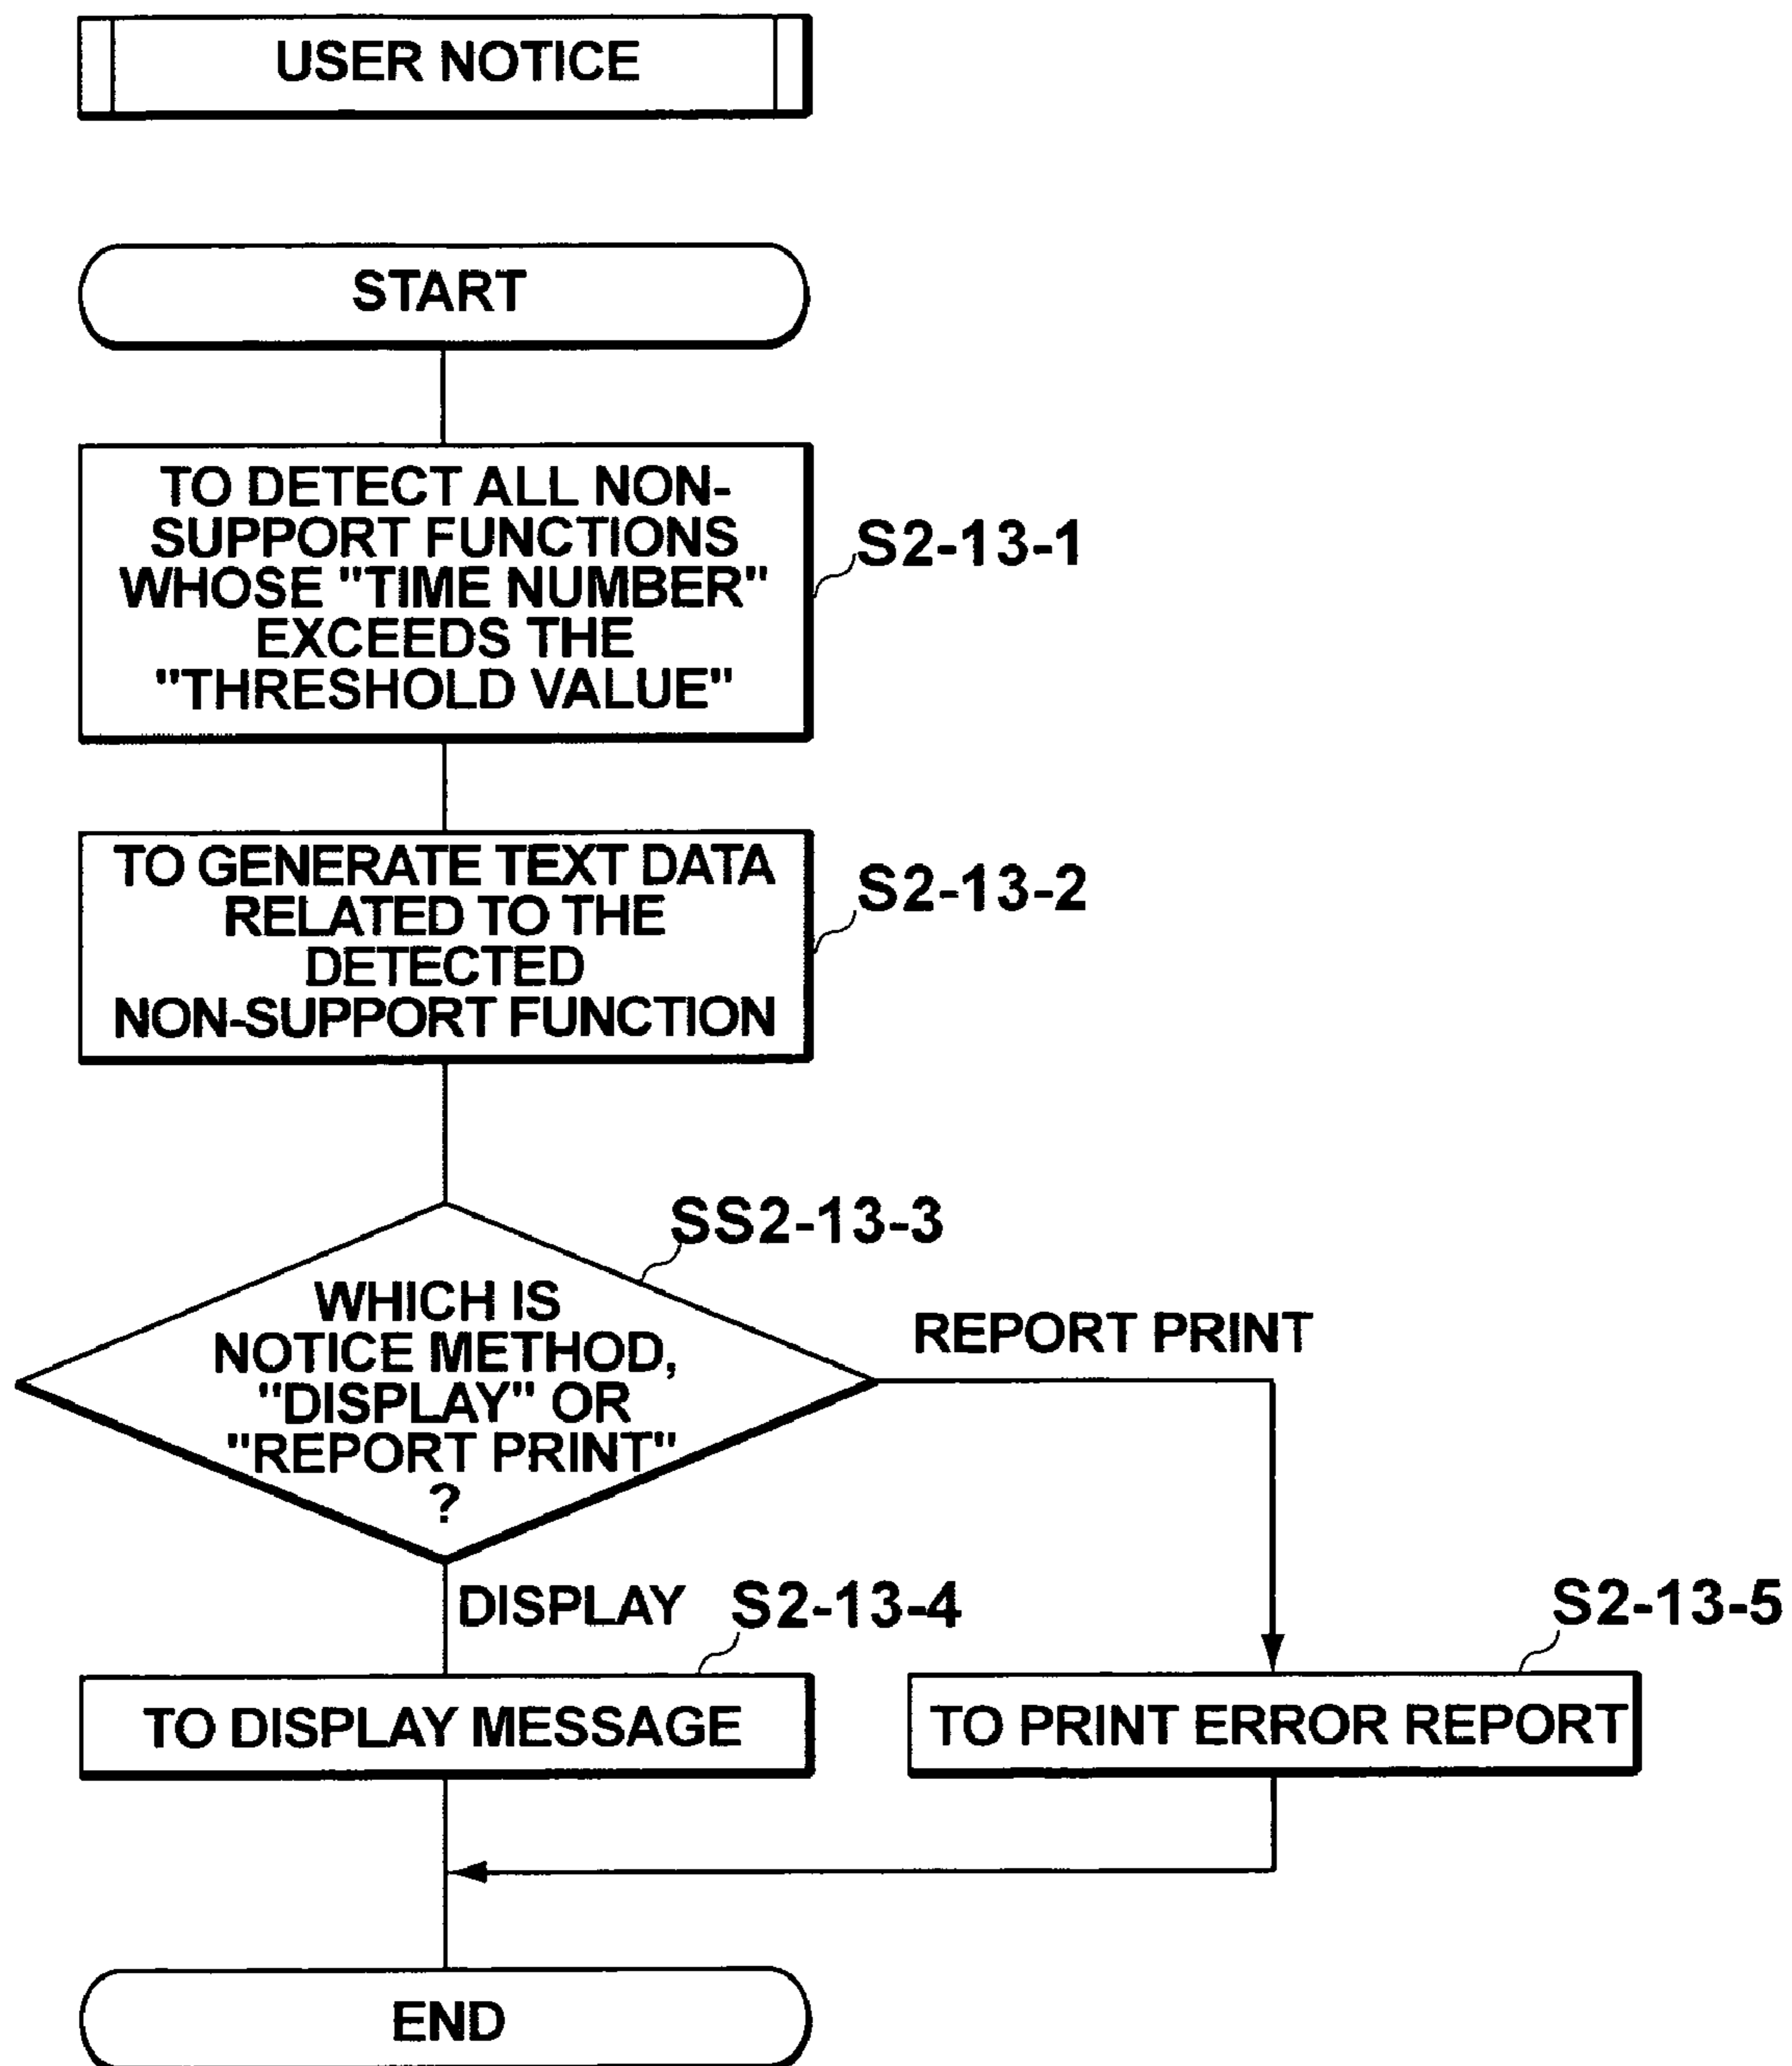 USER NOTICE
START
TO DETECT ALL NON-
SUPPORT FUNCTIONS
WHOSE "TIME NUMBER"
EXCEEDS THE
"THRESHOLD VALUE"
S2-13-1
TO GENERATE TEXT DATA
RELATED TO THE
DETECTED
NON-SUPPORT FUNCTION
S2-13-2
SS2-13-3
WHICH IS
NOTICE METHOD,
"DISPLAY" OR
"REPORT PRINT"
?
REPORT PRINT
DISPLAY
S2-13-4
S2-13-5
TO DISPLAY MESSAGE
TO PRINT ERROR REPORT
END